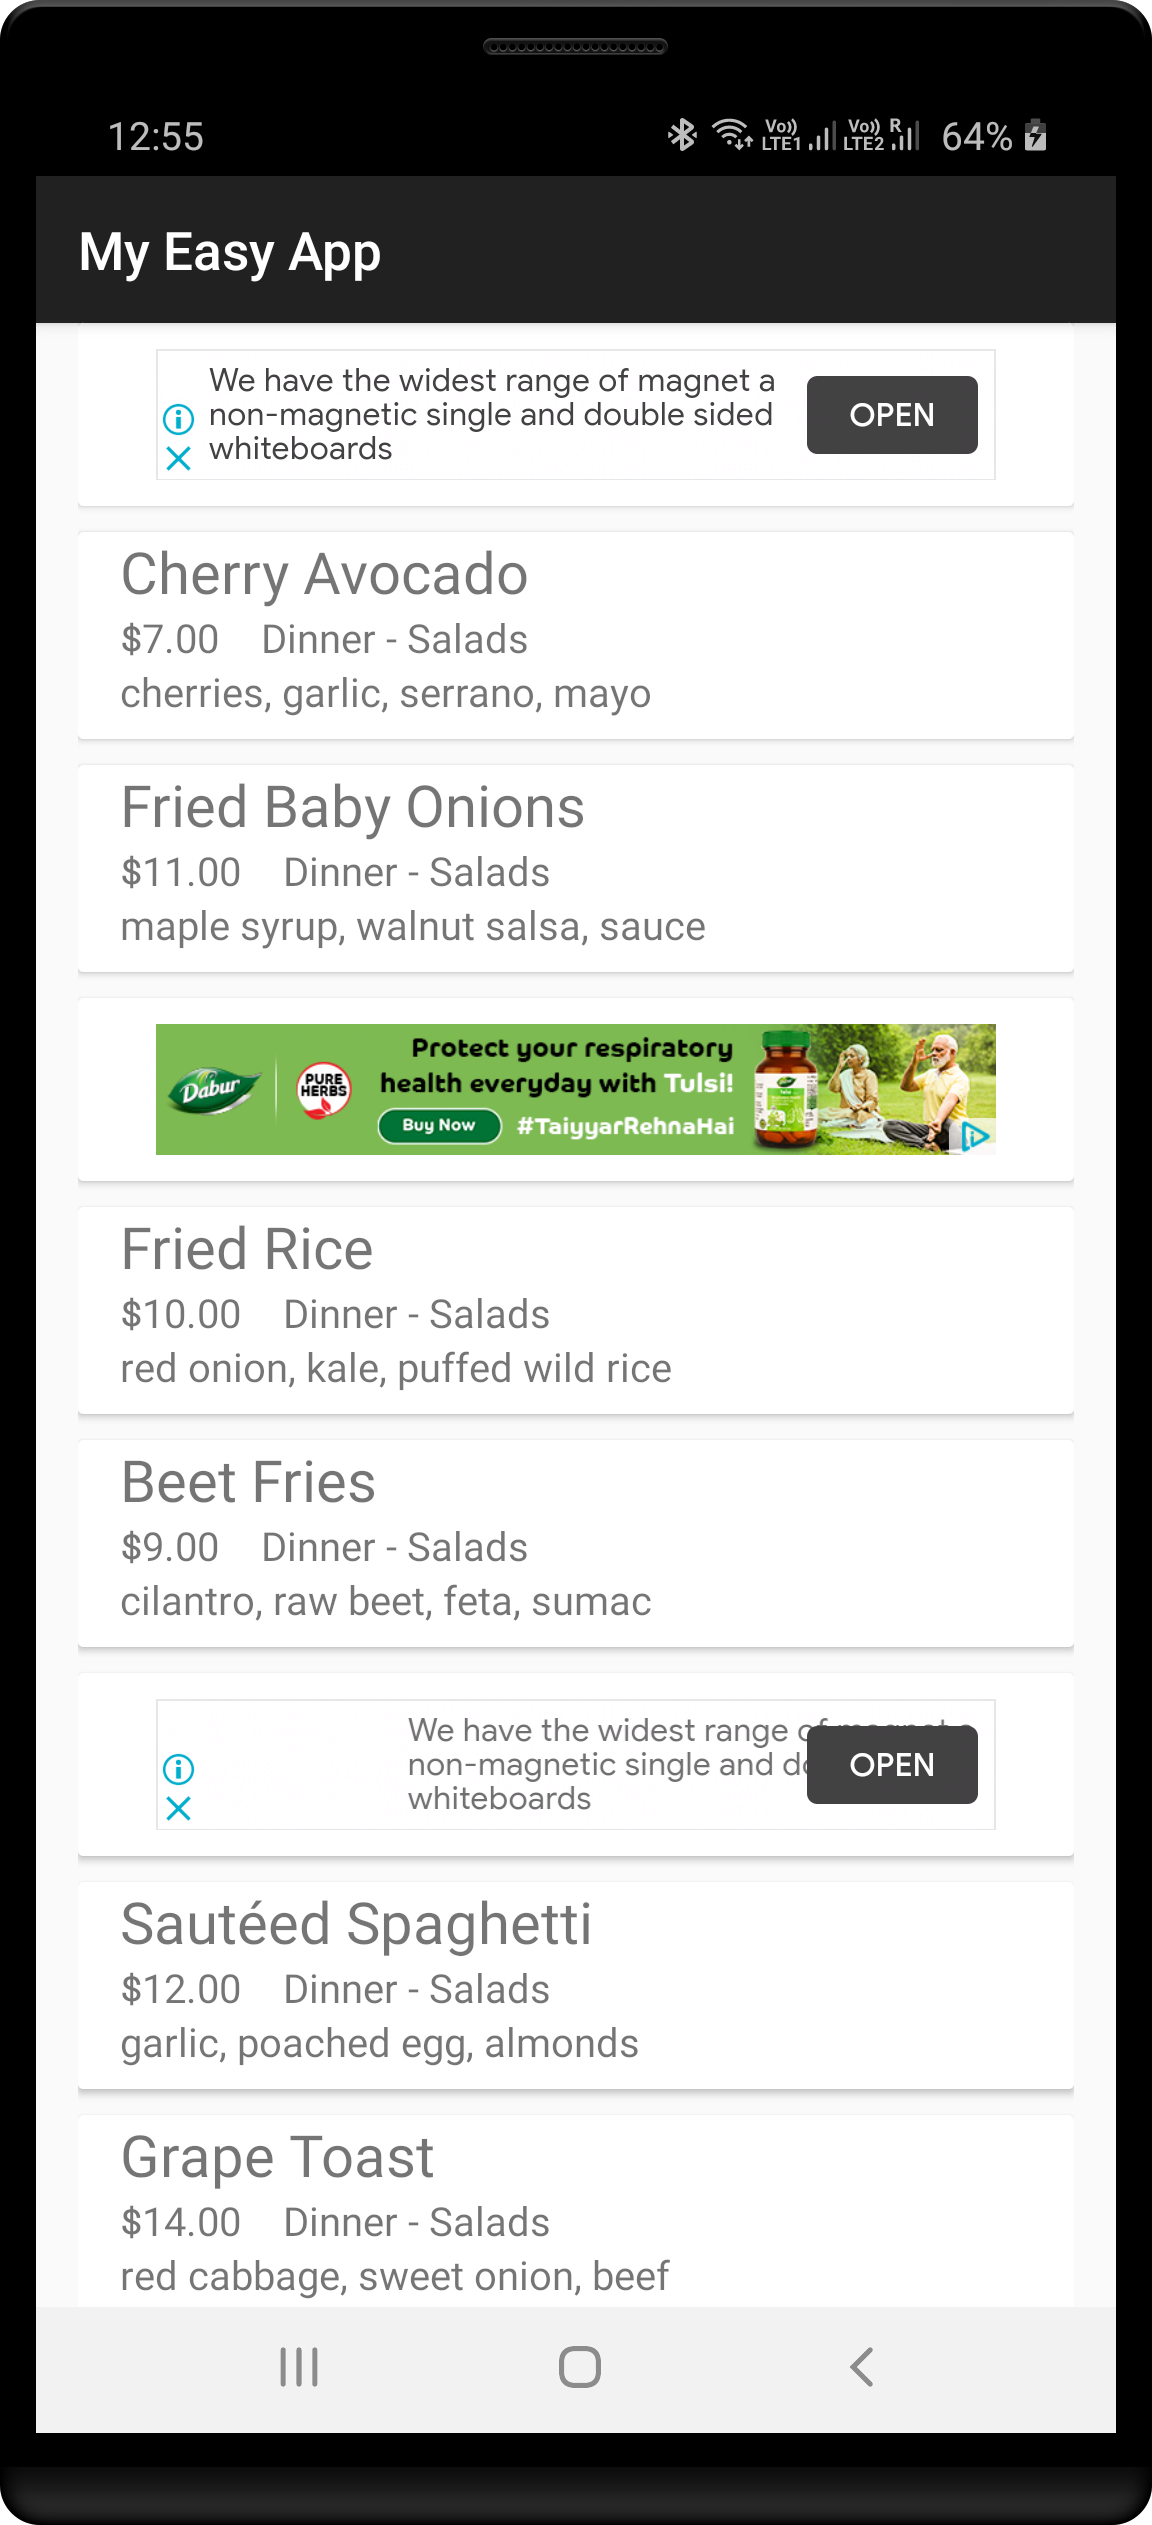 12:55
Vo)) LTE1 Vo)) LTE2 R 64%
My Easy App
We have the widest range of magnet a
non-magnetic single and double sided
whiteboards
OPEN
Cherry Avocado
$7.00 Dinner - Salads
cherries, garlic, serrano, mayo
Fried Baby Onions
$11.00 Dinner - Salads
maple syrup, walnut salsa, sauce
Dabur
PURE HERBS
Protect your respiratory
health everyday with Tulsi!
Buy Now #TaiyyarRehnaHai
Fried Rice
$10.00 Dinner - Salads
red onion, kale, puffed wild rice
Beet Fries
$9.00 Dinner - Salads
cilantro, raw beet, feta, sumac
We have the widest range of
non-magnetic single and
whiteboards
OPEN
Sautéed Spaghetti
$12.00 Dinner - Salads
garlic, poached egg, almonds
Grape Toast
$14.00 Dinner - Salads
red cabbage, sweet onion, beef